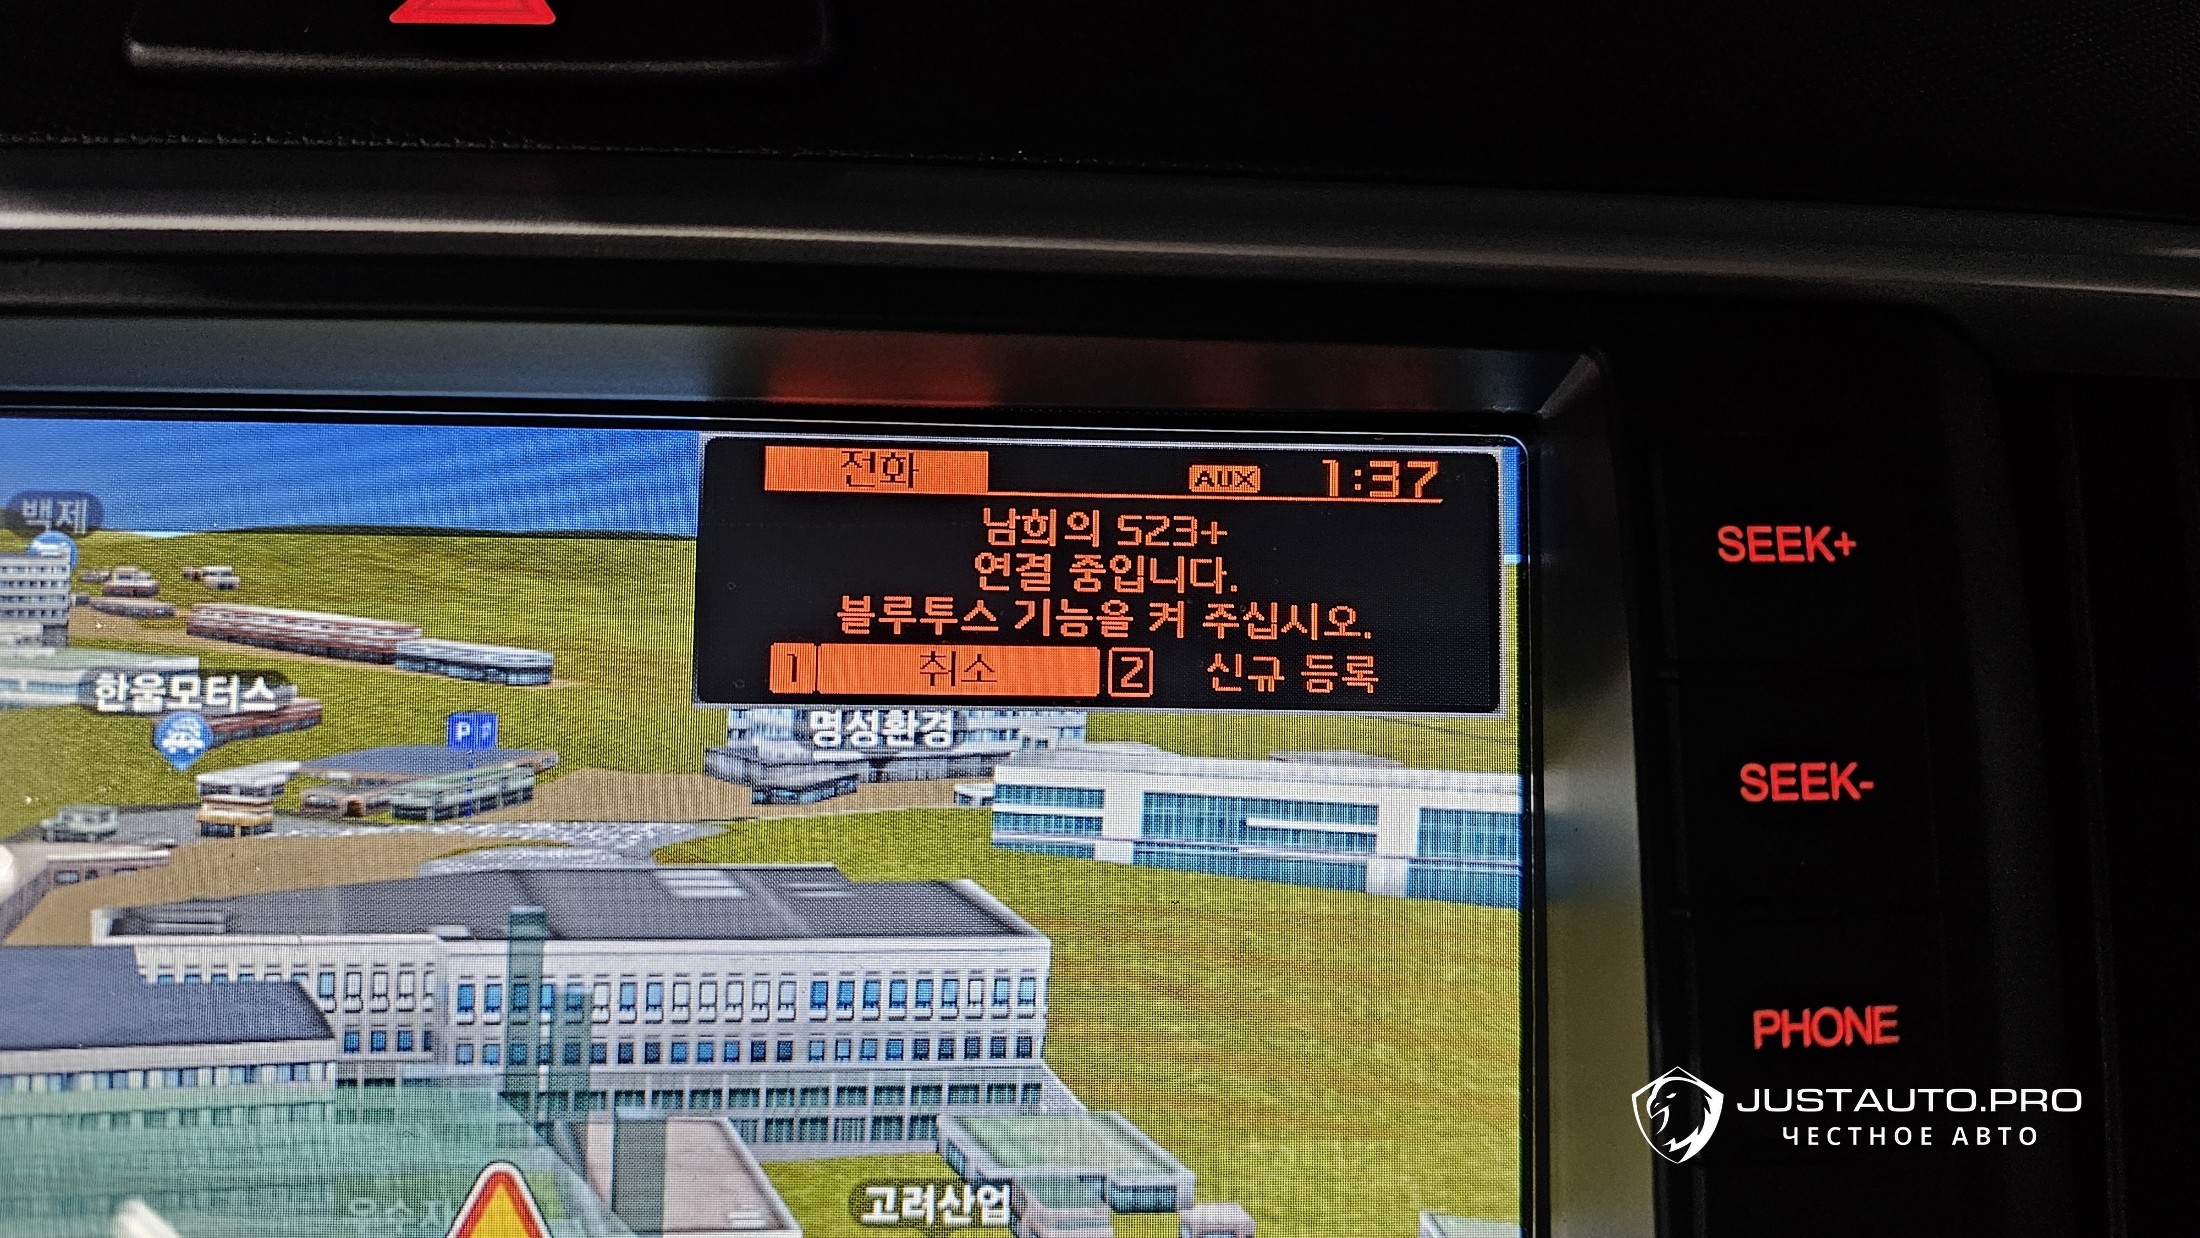 전화 AUX 1:37
남희의 S23+
연결 중입니다.
블루투스 기능을 켜 주십시오.
1 취소 2 신규 등록
백제
한울모터스
P
명성환경
고려산업
SEEK+
SEEK-
PHONE
JUSTAUTO.PRO
ЧЕСТНОЕ АВТО